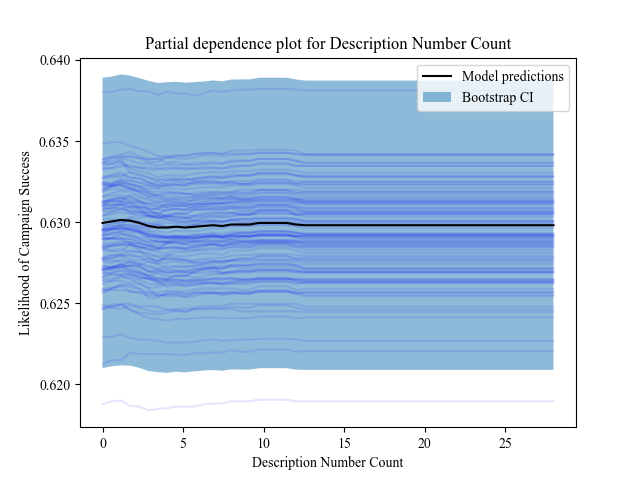 Partial dependence plot for Description Number Count
Model predictions
Bootstrap CI
Likelihood of Campaign Success
0.640
0.635
0.630
0.625
0.620
0 5 10 15 20 25
Description Number Count